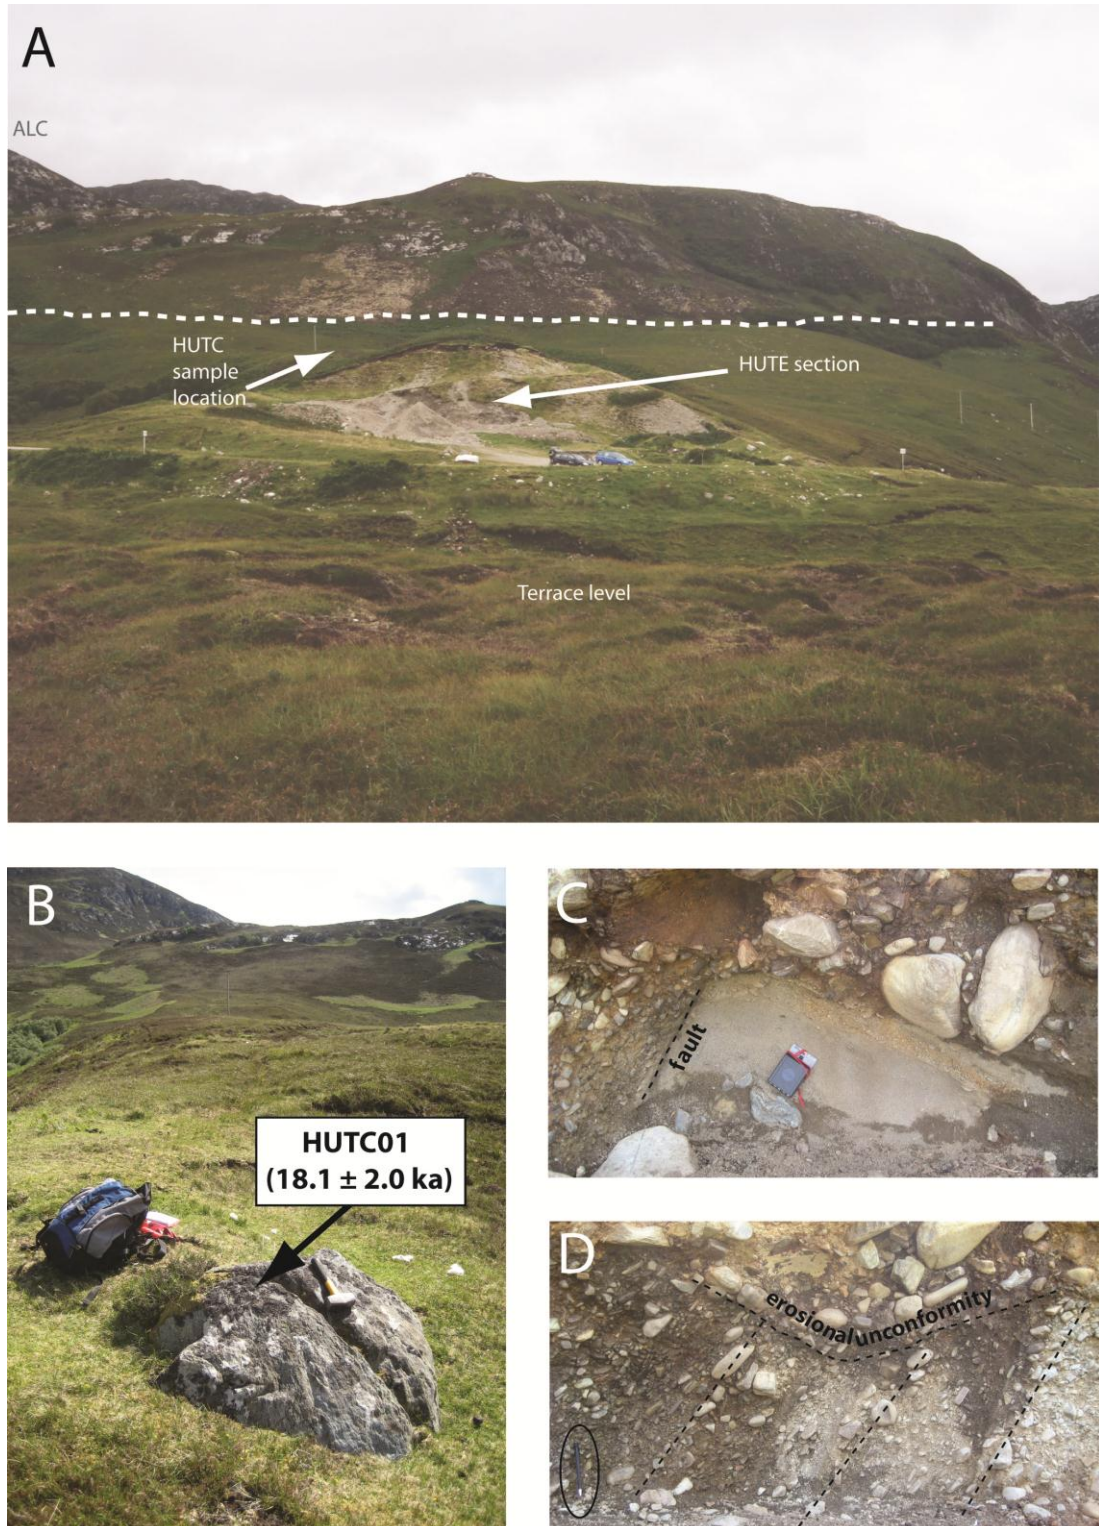 A
ALC
HUTC
sample
location
HUTE section
Terrace level
B
HUTC01
(18.1 ± 2.0 ka)
C
fault
D
erosional unconformity